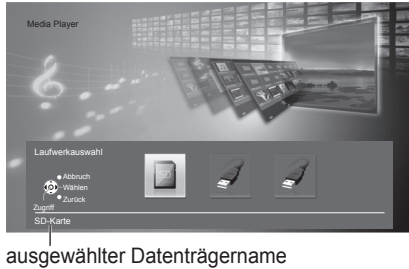 Media Player
Laufwerkauswahl
Abbruch
Wählen
Zurück
Zugriff
SD-Karte
ausgewählter Datenträgername